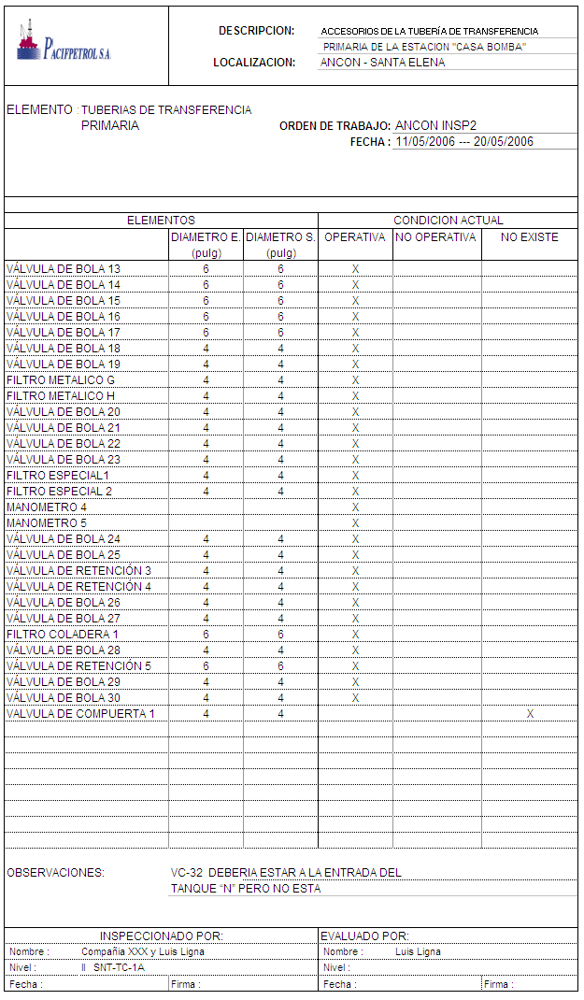 PACIFPETROL S.A.
DESCRIPCION: ACCESORIOS DE LA TUBERÍA DE TRANSFERENCIA
PRIMARIA DE LA ESTACION "CASA BOMBA"
LOCALIZACION: ANCON - SANTA ELENA
ELEMENTO : TUBERIAS DE TRANSFERENCIA
PRIMARIA ORDEN DE TRABAJO: ANCON INSP2
FECHA : 11/05/2006 --- 20/05/2006
ELEMENTOS CONDICION ACTUAL
DIAMETRO E. DIAMETRO S. OPERATIVA NO OPERATIVA NO EXISTE
(pulg) (pulg)
VÁLVULA DE BOLA 13 6 6 X
VÁLVULA DE BOLA 14 6 6 X
VÁLVULA DE BOLA 15 6 6 X
VÁLVULA DE BOLA 16 6 6 X
VÁLVULA DE BOLA 17 6 6 X
VÁLVULA DE BOLA 18 4 4 X
VÁLVULA DE BOLA 19 4 4 X
FILTRO METALICO G 4 4 X
FILTRO METALICO H 4 4 X
VÁLVULA DE BOLA 20 4 4 X
VÁLVULA DE BOLA 21 4 4 X
VÁLVULA DE BOLA 22 4 4 X
VÁLVULA DE BOLA 23 4 4 X
FILTRO ESPECIAL1 4 4 X
FILTRO ESPECIAL 2 4 4 X
MANOMETRO 4 X
MANOMETRO 5 X
VÁLVULA DE BOLA 24 4 4 X
VÁLVULA DE BOLA 25 4 4 X
VÁLVULA DE RETENCIÓN 3 4 4 X
VÁLVULA DE RETENCIÓN 4 4 4 X
VÁLVULA DE BOLA 26 4 4 X
VÁLVULA DE BOLA 27 4 4 X
FILTRO COLADERA 1 6 6 X
VÁLVULA DE BOLA 28 4 4 X
VÁLVULA DE RETENCIÓN 5 6 6 X
VÁLVULA DE BOLA 29 4 4 X
VÁLVULA DE BOLA 30 4 4 X
VALVULA DE COMPUERTA 1 4 4 X
OBSERVACIONES: VC-32 DEBERIA ESTAR A LA ENTRADA DEL
TANQUE “N” PERO NO ESTA
INSPECCIONADO POR: EVALUADO POR:
Nombre : Compañia XXX y Luis Ligna Nombre : Luis Ligna
Nivel : II SNT-TC-1A Nivel :
Fecha : Firma : Fecha : Firma :